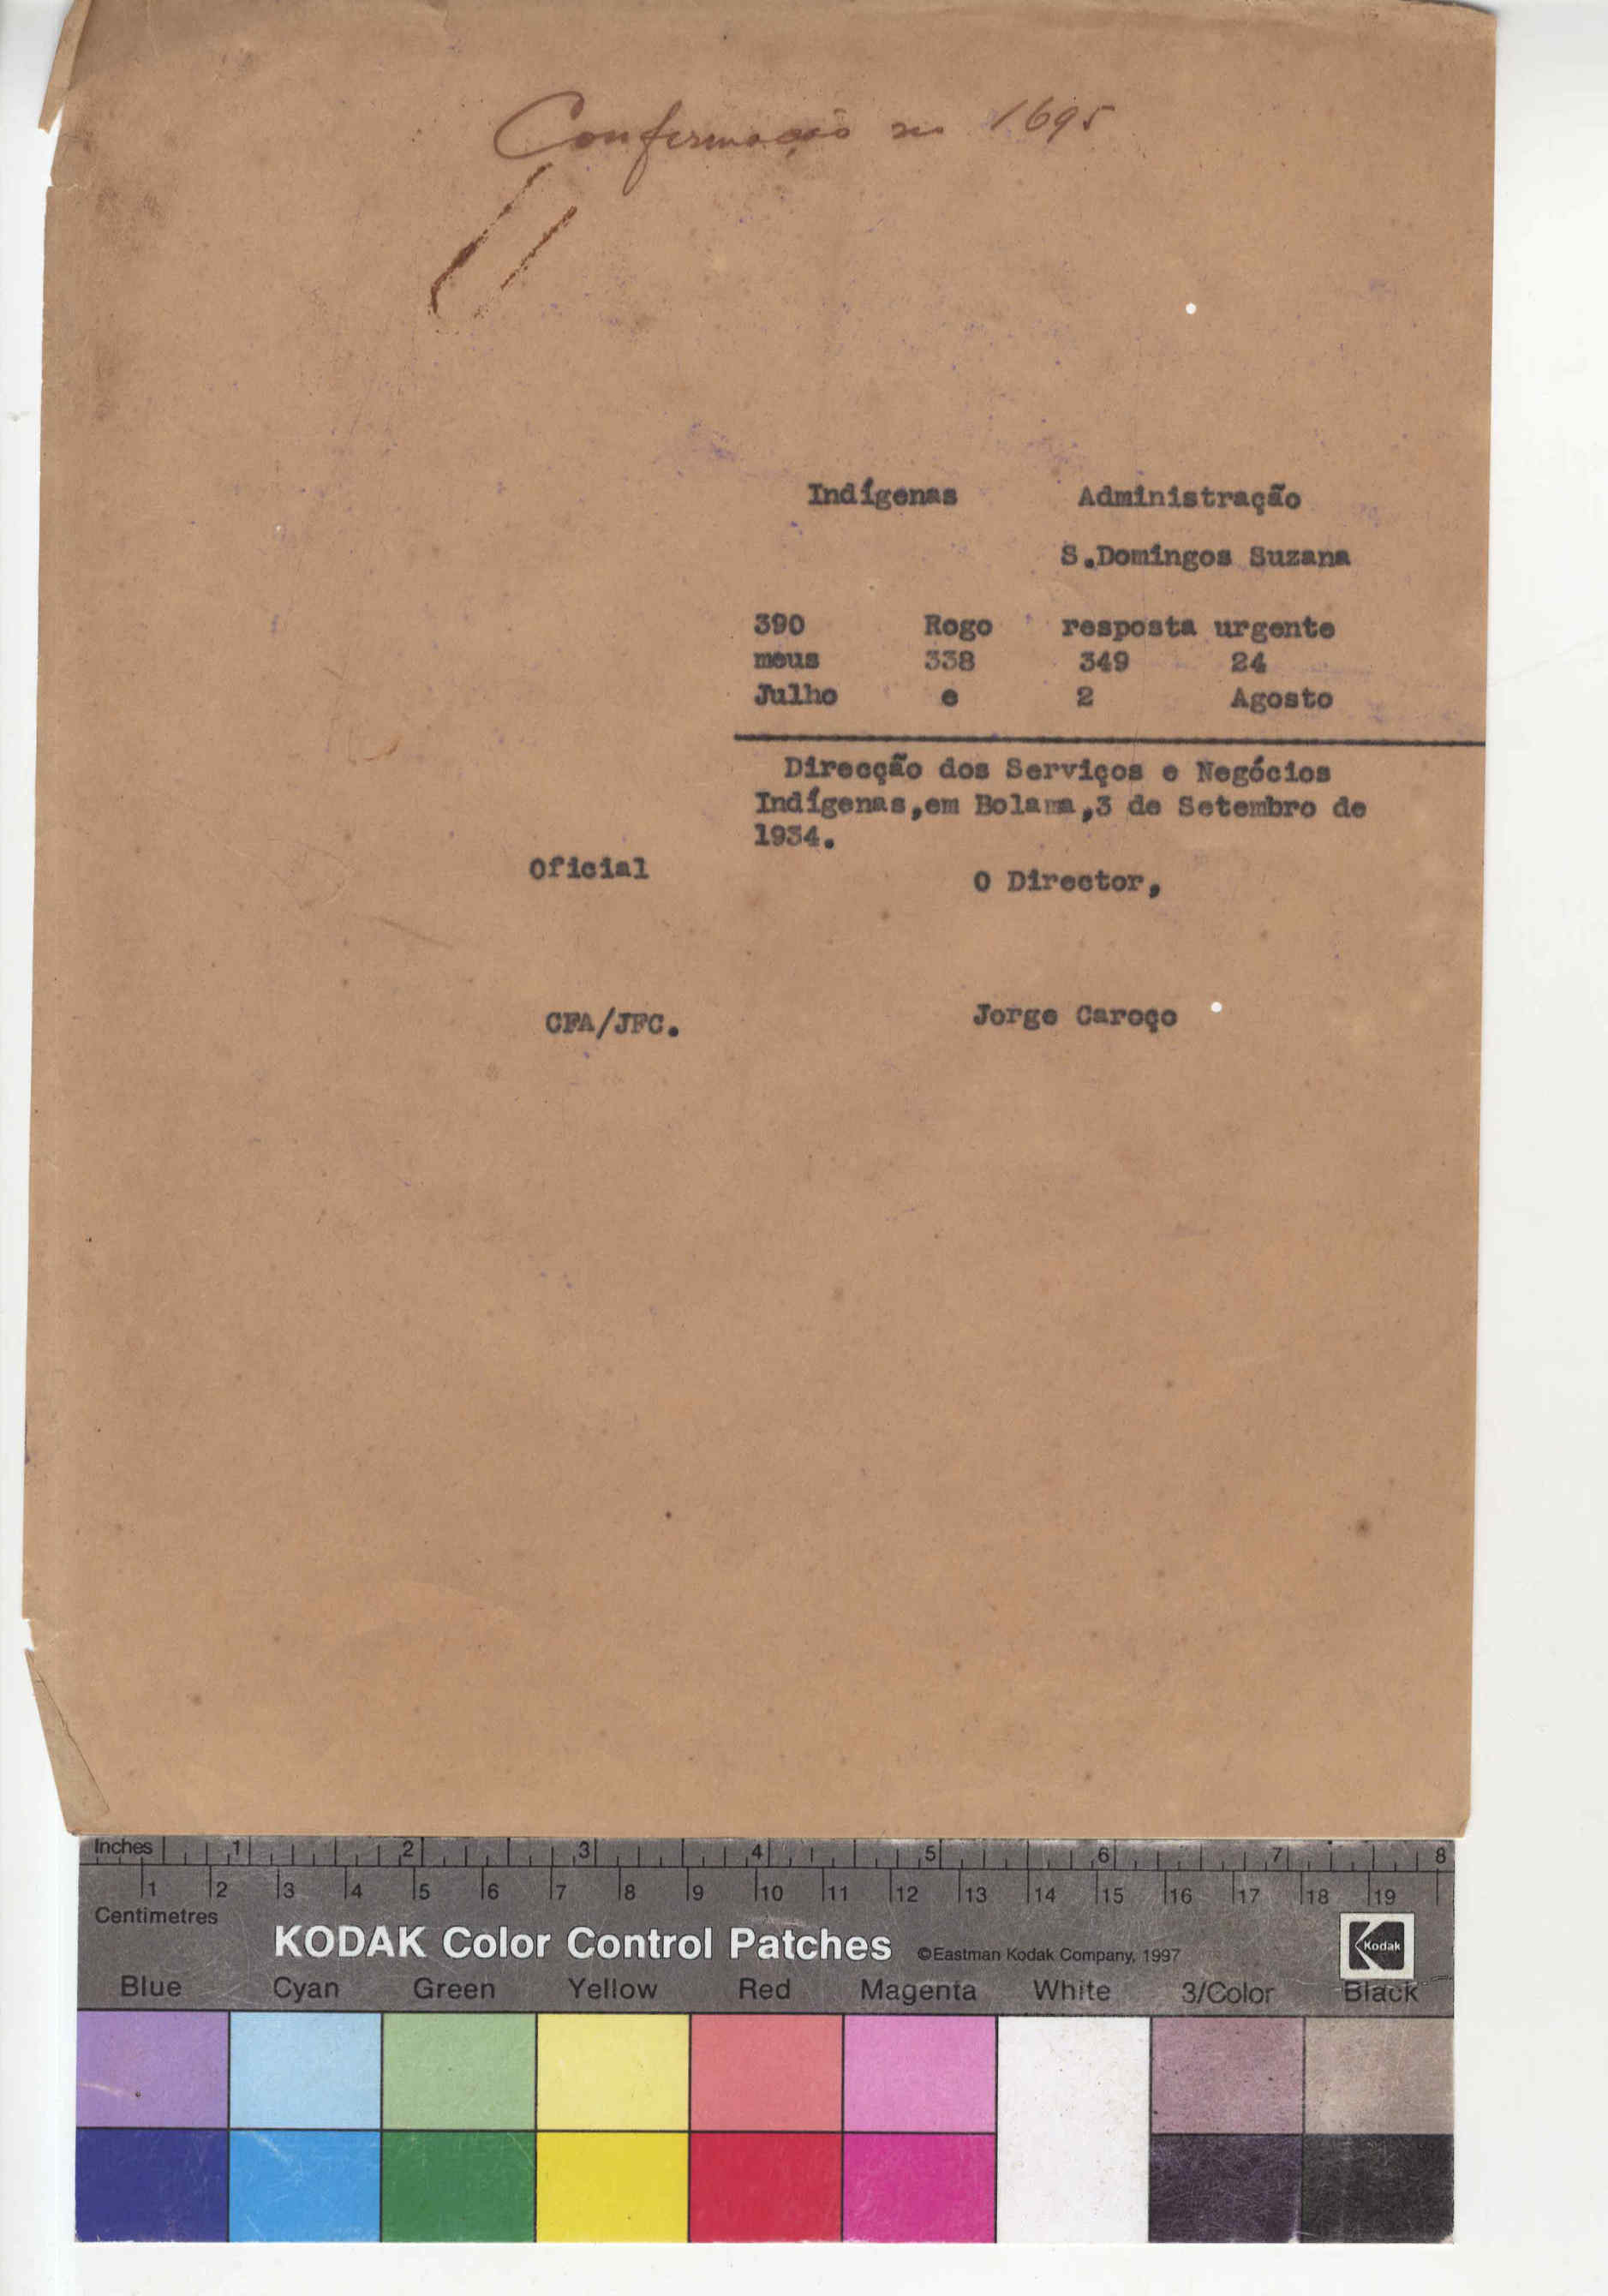 Confirmação no 1695
Indígenas Administração
S.Domingos Suzana
390 Rogo resposta urgente
meus 338 349 24
Julho e 2 Agosto
Direcção dos Serviços e Negócios
Indígenas,em Bolama,3 de Setembro de
1934.
Oficial
O Director,
CFA/JFC.
Jorge Caroço
Inches 1 2 3 4 5 6 7 8
1 2 3 4 5 6 7 8 9 10 11 12 13 14 15 16 17 18 19
Centimetres
KODAK Color Control Patches ©Eastman Kodak Company, 1997 Kodak
Blue Cyan Green Yellow Red Magenta White 3/Color Black